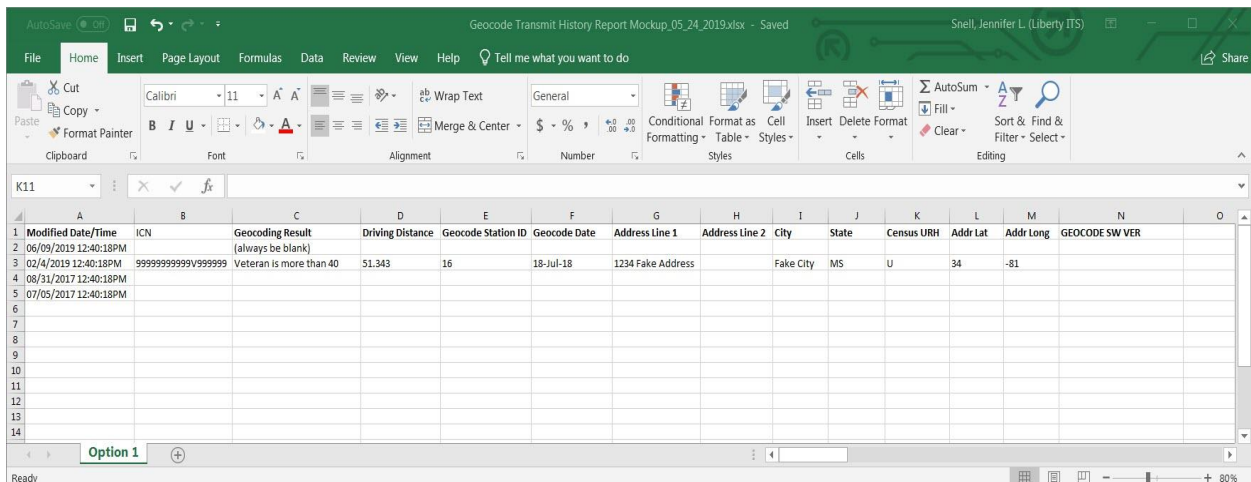 AutoSave Off Geocode Transmit History Report Mockup_05_24_2019.xlsx - Saved Snell, Jennifer L. (Liberty ITS)
File Home Insert Page Layout Formulas Data Review View Help Tell me what you want to do Share
Cut Calibri 11 A A Wrap Text General AutoSum
Copy Fill
Paste Format Painter B I U A Merge & Center $ % , .0 .00 .00 .0 Conditional Formatting Format as Table Cell Styles Insert Delete Format Clear Sort & Filter Find & Select
Clipboard Font Alignment Number Styles Cells Editing
K11 fx
A B C D E F G H I J K L M N O
1 Modified Date/Time ICN Geocoding Result Driving Distance Geocode Station ID Geocode Date Address Line 1 Address Line 2 City State Census URH Addr Lat Addr Long GEOCODE SW VER
2 06/09/2019 12:40:18PM (always be blank)
3 02/4/2019 12:40:18PM 99999999999V999999 Veteran is more than 40 51.343 16 18-Jul-18 1234 Fake Address Fake City MS U 34 -81
4 08/31/2017 12:40:18PM
5 07/05/2017 12:40:18PM
6
7
8
9
10
11
12
13
14
Option 1
Ready 80%